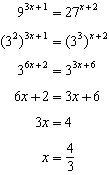 9^{3x+1} = 27^{x+2}
(3^2)^{3x+1} = (3^3)^{x+2}
3^{6x+2} = 3^{3x+6}
6x+2 = 3x+6
3x = 4
x = \frac{4}{3}